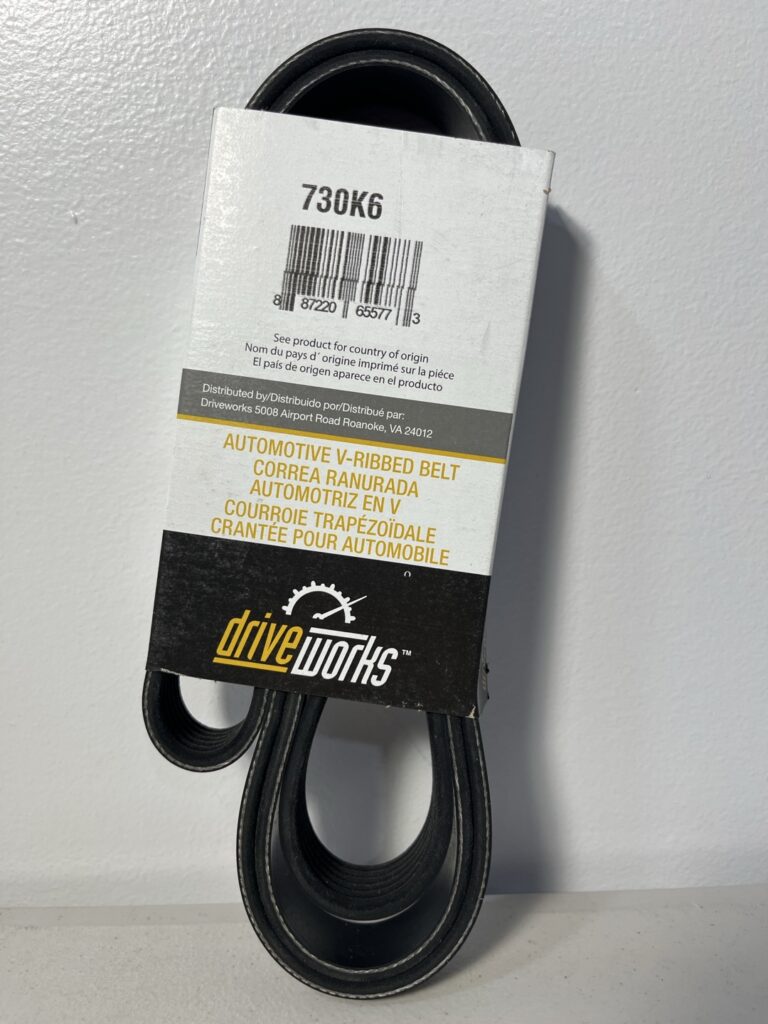 730K6
8 87220 65577 3
See product for country of origin
Nom du pays d´ origine imprimé sur la piéce
El país de origen aparece en el producto
Distributed by/Distribuido por/Distribué par:
Driveworks 5008 Airport Road Roanoke, VA 24012
AUTOMOTIVE V-RIBBED BELT
CORREA RANURADA
AUTOMOTRIZ EN V
COURROIE TRAPÉZOÏDALE
CRANTÉE POUR AUTOMOBILE
driveworks™